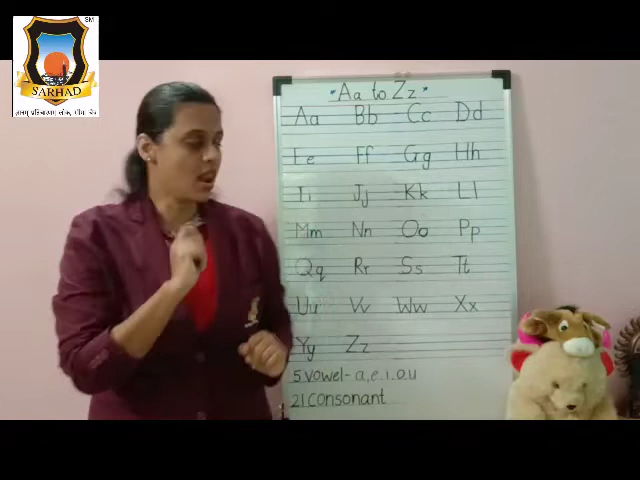 SM
SARHAD
Aa to Zz
Aa Bb Cc Dd
Ee Ff Gg Hh
Ii Jj Kk Ll
Mm Nn Oo Pp
Qq Rr Ss Tt
Uu Vv Ww Xx
Yy Zz
5 vowel - a, e. i. o. u
21 consonant